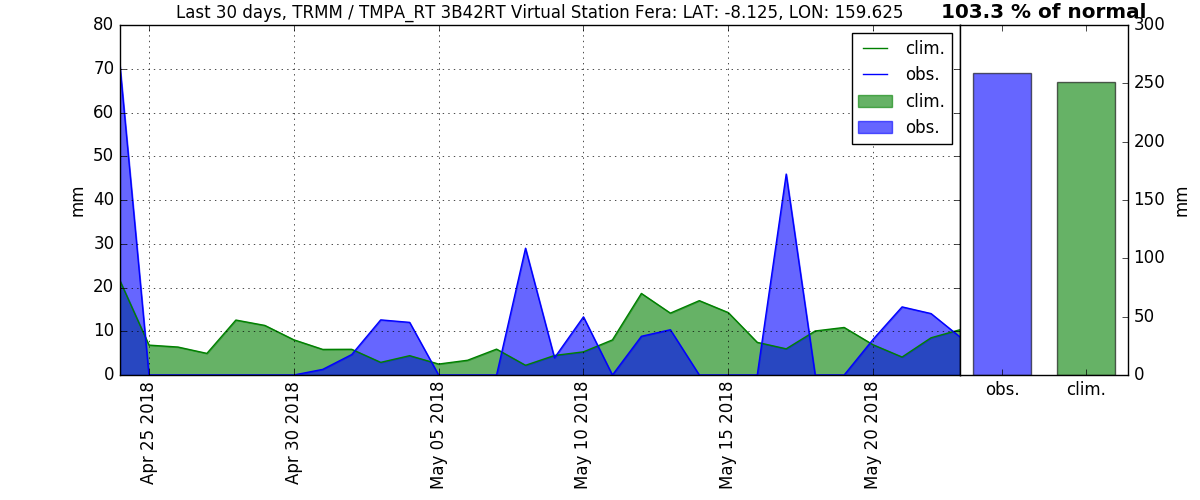 Last 30 days, TRMM / TMPA_RT 3B42RT Virtual Station Fera: LAT: -8.125, LON: 159.625
103.3 % of normal
80
70
60
50
40
30
20
10
0
mm
clim.
obs.
clim.
obs.
Apr 25 2018
Apr 30 2018
May 05 2018
May 10 2018
May 15 2018
May 20 2018
300
250
200
150
100
50
0
mm
obs.
clim.